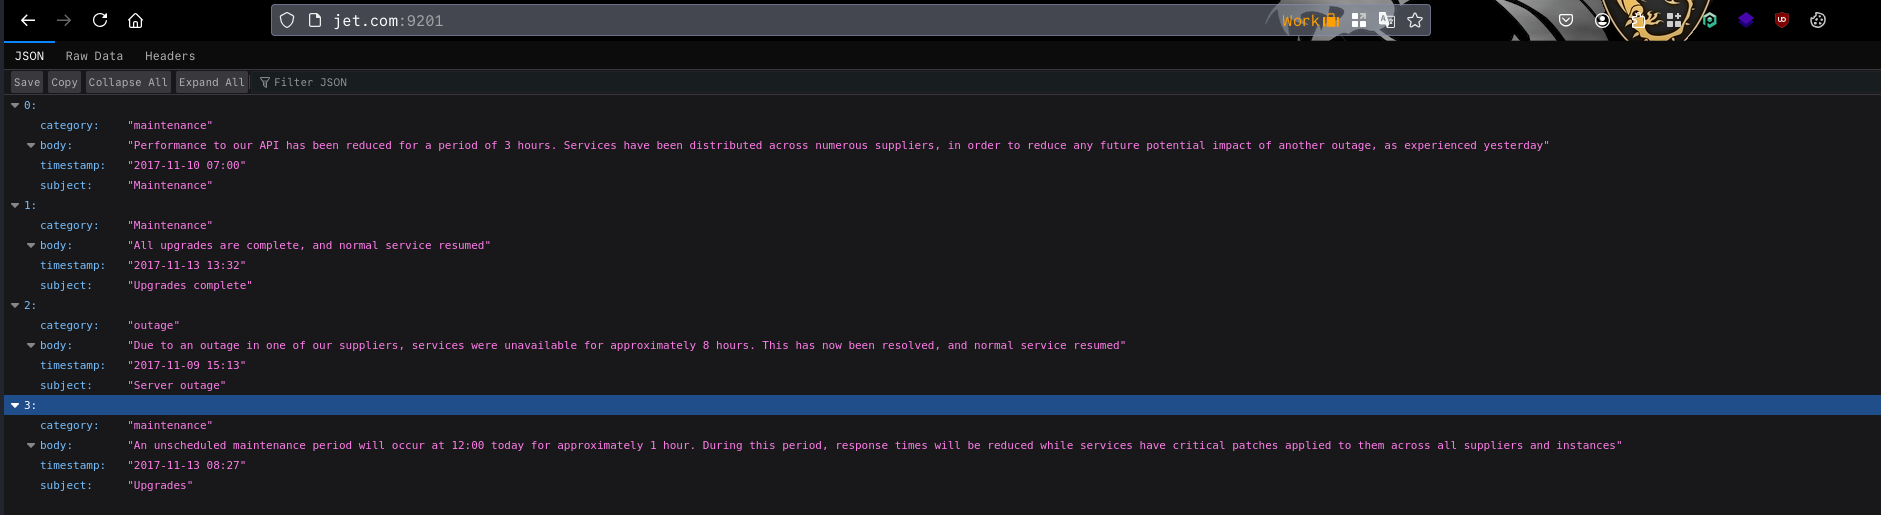 jet.com:9201 Work
JSON Raw Data Headers
Save Copy Collapse All Expand All Filter JSON
0:
category: "maintenance"
body: "Performance to our API has been reduced for a period of 3 hours. Services have been distributed across numerous suppliers, in order to reduce any future potential impact of another outage, as experienced yesterday"
timestamp: "2017-11-10 07:00"
subject: "Maintenance"
1:
category: "Maintenance"
body: "All upgrades are complete, and normal service resumed"
timestamp: "2017-11-13 13:32"
subject: "Upgrades complete"
2:
category: "outage"
body: "Due to an outage in one of our suppliers, services were unavailable for approximately 8 hours. This has now been resolved, and normal service resumed"
timestamp: "2017-11-09 15:13"
subject: "Server outage"
3:
category: "maintenance"
body: "An unscheduled maintenance period will occur at 12:00 today for approximately 1 hour. During this period, response times will be reduced while services have critical patches applied to them across all suppliers and instances"
timestamp: "2017-11-13 08:27"
subject: "Upgrades"